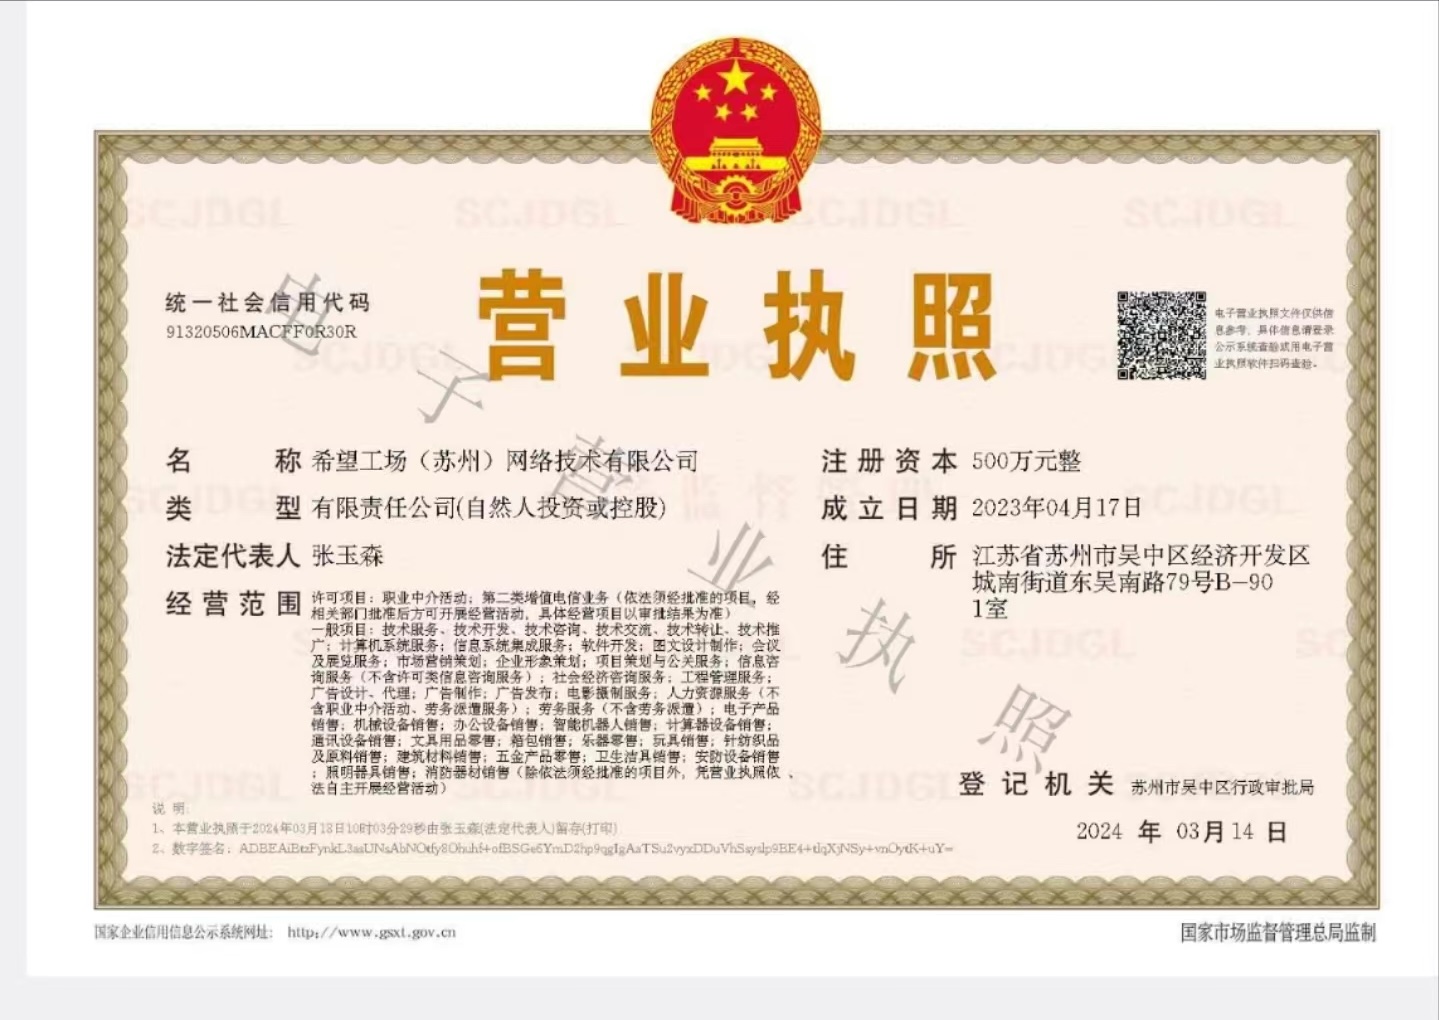 统一社会信用代码
91320506MACFF0R30R
营业执照
电子营业执照文件仅供信
息参考，具体信息请登录
公示系统查验或用电子营
业执照软件扫码查验。
名称 希望工场（苏州）网络技术有限公司
类型 有限责任公司(自然人投资或控股)
法定代表人 张玉森
经营范围 许可项目：职业中介活动；第二类增值电信业务（依法须经批准的项目，经
相关部门批准后方可开展经营活动，具体经营项目以审批结果为准）
一般项目：技术服务、技术开发、技术咨询、技术交流、技术转让、技术推
广；计算机系统服务；信息系统集成服务；软件开发；图文设计制作；会议
及展览服务；市场营销策划；企业形象策划；项目策划与公关服务；信息咨
询服务（不含许可类信息咨询服务）；社会经济咨询服务；工程管理服务；
广告设计、代理；广告制作；广告发布；电影摄制服务；人力资源服务（不
含职业中介活动、劳务派遣服务）；劳务服务（不含劳务派遣）；电子产品
销售；机械设备销售；办公设备销售；智能机器人销售；计算器设备销售；
通讯设备销售；文具用品零售；箱包销售；乐器零售；玩具销售；针纺织品
及原料销售；建筑材料销售；五金产品零售；卫生洁具销售；安防设备销售
；照明器具销售；消防器材销售（除依法须经批准的项目外，凭营业执照依
法自主开展经营活动）
注册资本 500万元整
成立日期 2023年04月17日
住所 江苏省苏州市吴中区经济开发区
城南街道东吴南路79号B-90
1室
电子营业执照
登记机关 苏州市吴中区行政审批局
2024 年 03月14 日
说明:
1、本营业执照于2024年03月18日10时03分29秒由张玉森(法定代表人)留存(打印)
2、数字签名：
国家企业信用信息公示系统网址： http://www.gsxt.gov.cn
国家市场监督管理总局监制
SCJDGL